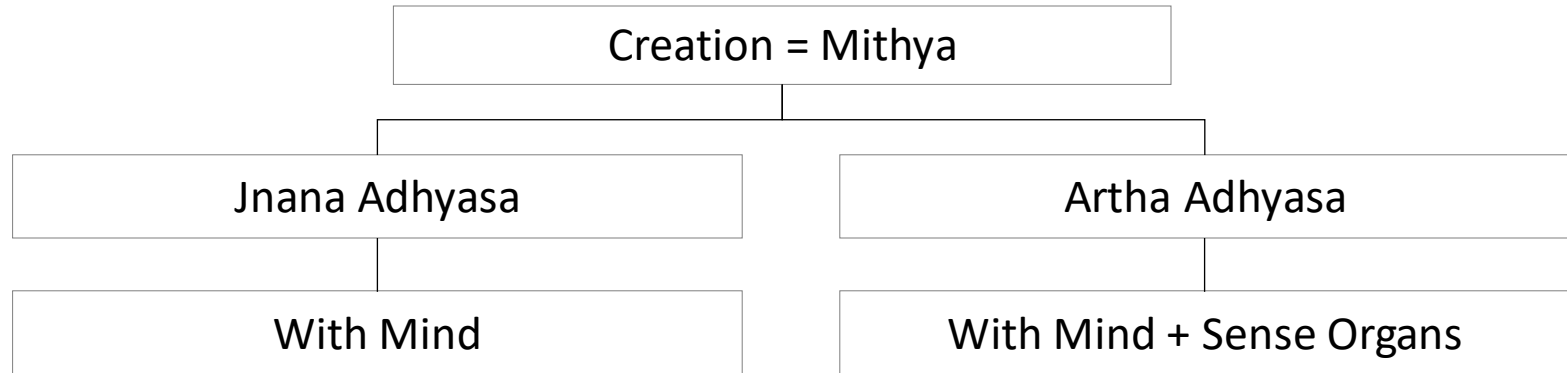 Creation = Mithya
Jnana Adhyasa
Artha Adhyasa
With Mind
With Mind + Sense Organs